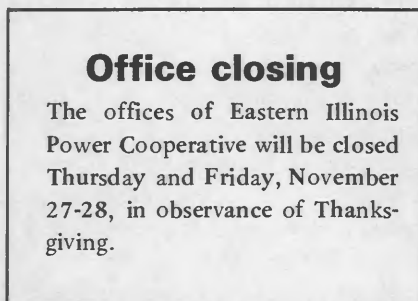 Office closing
The offices of Eastern Illinois
Power Cooperative will be closed
Thursday and Friday, November
27-28, in observance of Thanks-
giving.